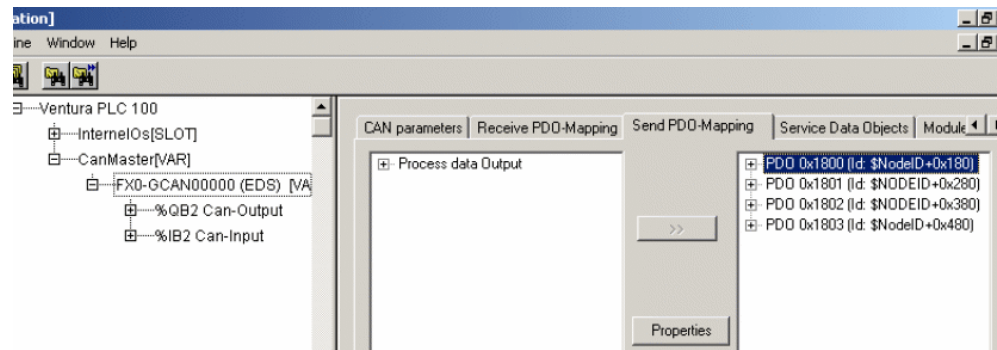 ation]
ine Window Help
Ventura PLC 100
InternelOs[SLOT]
CanMaster[VAR]
FX0-GCAN00000 (EDS) [VA
%QB2 Can-Output
%IB2 Can-Input
CAN parameters Receive PDO-Mapping Send PDO-Mapping Service Data Objects Module
Process data Output
>>
Properties
PDO 0x1800 (Id: $NodeID+0x180)
PDO 0x1801 (Id: $NODEID+0x280)
PDO 0x1802 (Id: $NODEID+0x380)
PDO 0x1803 (Id: $NodeID+0x480)